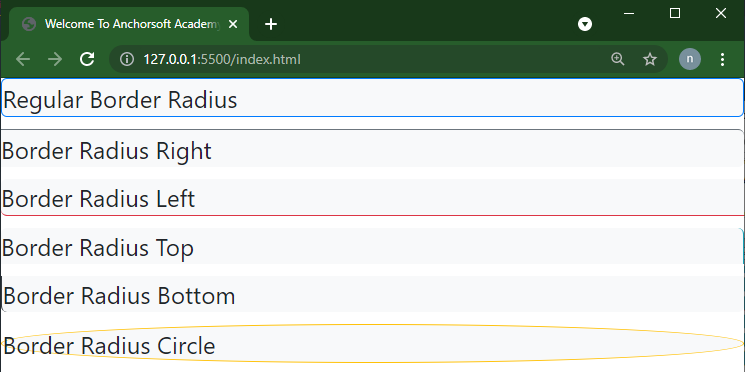 Welcome To Anchorsoft Academy
127.0.0.1:5500/index.html
n
Regular Border Radius
Border Radius Right
Border Radius Left
Border Radius Top
Border Radius Bottom
Border Radius Circle